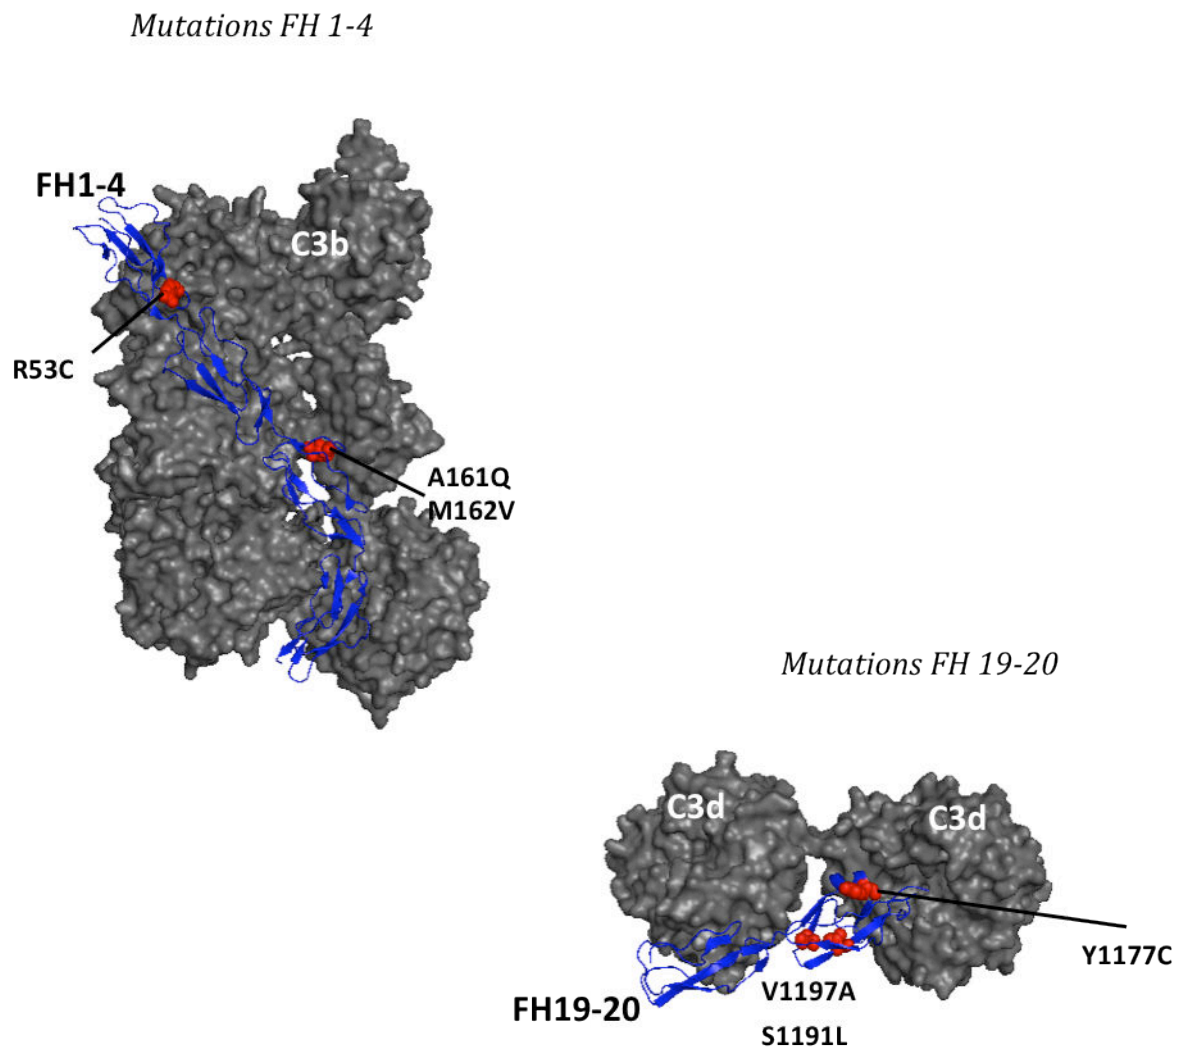 Mutations FH 1-4
FH1-4
C3b
R53C
A161Q
M162V
Mutations FH 19-20
C3d
C3d
Y1177C
V1197A
FH19-20
S1191L